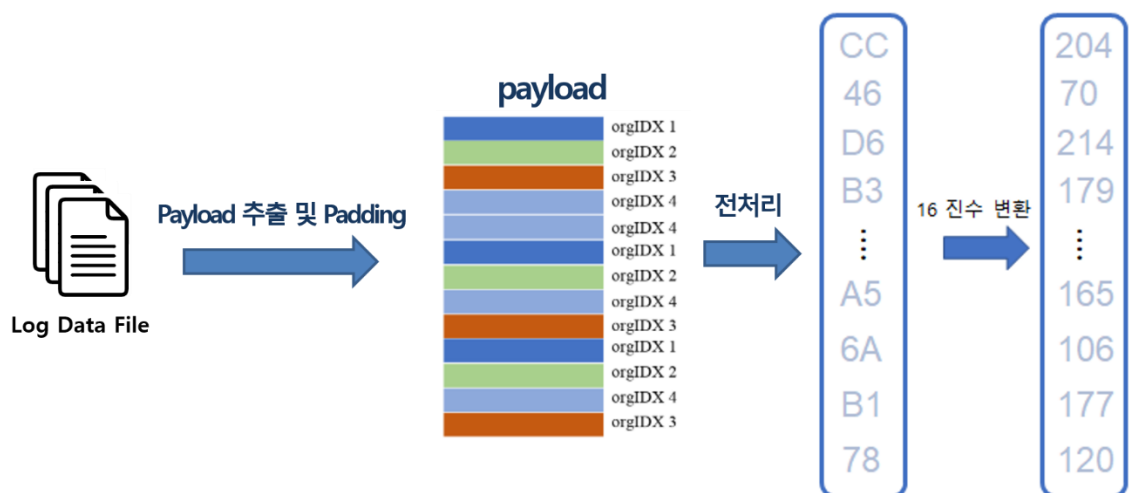 Log Data File
Payload 추출 및 Padding
payload
orgIDX 1
orgIDX 2
orgIDX 3
orgIDX 4
orgIDX 4
orgIDX 1
orgIDX 2
orgIDX 4
orgIDX 3
orgIDX 1
orgIDX 2
orgIDX 4
orgIDX 3
전처리
CC
46
D6
B3
⋮
A5
6A
B1
78
16 진수 변환
204
70
214
179
⋮
165
106
177
120